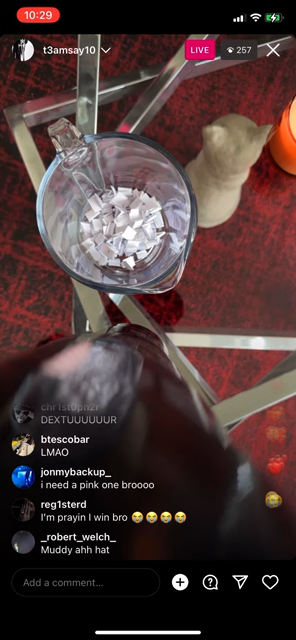 10:29
t3amsay10
LIVE
257
chr1stoph2r
DEXTUUUUUUR
btescobar
LMAO
jonmybackup_
i need a pink one broooo
reg1sterd
I'm prayin I win bro 😭😭😭😭
_robert_welch_
Muddy ahh hat
Add a comment...